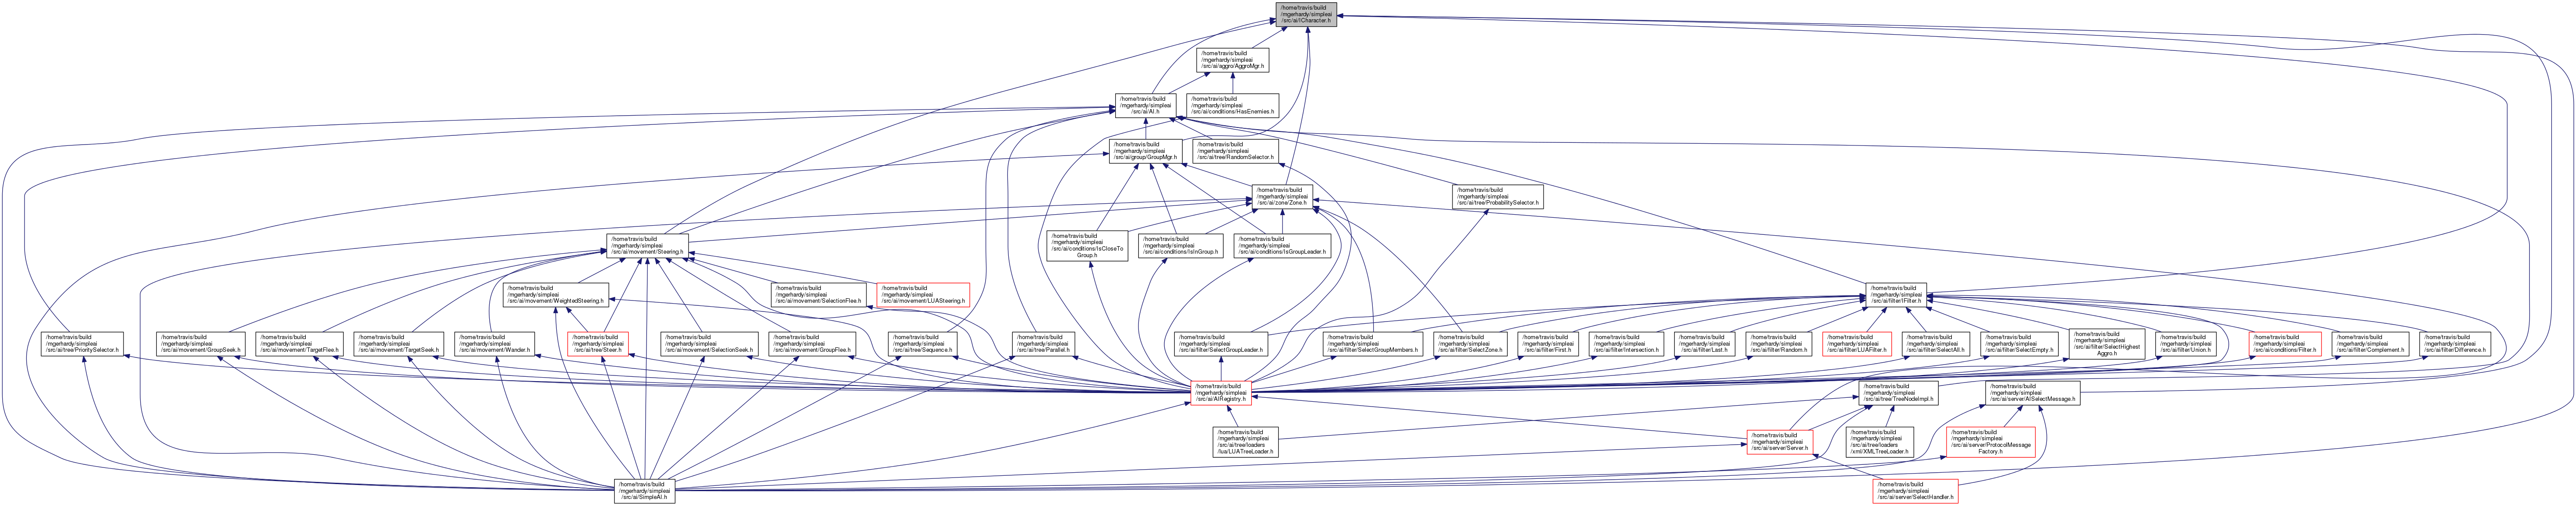 /home/travis/build
/mgerhardy/simpleai
/src/ai/ICharacter.h
/home/travis/build
/mgerhardy/simpleai
/src/ai/aggro/AggroMgr.h
/home/travis/build
/mgerhardy/simpleai
/src/ai/AI.h
/home/travis/build
/mgerhardy/simpleai
/src/ai/conditions/HasEnemies.h
/home/travis/build
/mgerhardy/simpleai
/src/ai/group/GroupMgr.h
/home/travis/build
/mgerhardy/simpleai
/src/ai/tree/RandomSelector.h
/home/travis/build
/mgerhardy/simpleai
/src/ai/zone/Zone.h
/home/travis/build
/mgerhardy/simpleai
/src/ai/tree/ProbabilitySelector.h
/home/travis/build
/mgerhardy/simpleai
/src/ai/movement/Steering.h
/home/travis/build
/mgerhardy/simpleai
/src/ai/conditions/IsCloseTo
Group.h
/home/travis/build
/mgerhardy/simpleai
/src/ai/conditions/IsInGroup.h
/home/travis/build
/mgerhardy/simpleai
/src/ai/conditions/IsGroupLeader.h
/home/travis/build
/mgerhardy/simpleai
/src/ai/movement/WeightedSteering.h
/home/travis/build
/mgerhardy/simpleai
/src/ai/movement/SelectionFlee.h
/home/travis/build
/mgerhardy/simpleai
/src/ai/movement/LUASteering.h
/home/travis/build
/mgerhardy/simpleai
/src/ai/filter/IFilter.h
/home/travis/build
/mgerhardy/simpleai
/src/ai/tree/PrioritySelector.h
/home/travis/build
/mgerhardy/simpleai
/src/ai/movement/GroupSeek.h
/home/travis/build
/mgerhardy/simpleai
/src/ai/movement/TargetFlee.h
/home/travis/build
/mgerhardy/simpleai
/src/ai/movement/TargetSeek.h
/home/travis/build
/mgerhardy/simpleai
/src/ai/movement/Wander.h
/home/travis/build
/mgerhardy/simpleai
/src/ai/tree/Steer.h
/home/travis/build
/mgerhardy/simpleai
/src/ai/movement/SelectionSeek.h
/home/travis/build
/mgerhardy/simpleai
/src/ai/movement/GroupFlee.h
/home/travis/build
/mgerhardy/simpleai
/src/ai/tree/Sequence.h
/home/travis/build
/mgerhardy/simpleai
/src/ai/tree/Parallel.h
/home/travis/build
/mgerhardy/simpleai
/src/ai/filter/SelectGroupLeader.h
/home/travis/build
/mgerhardy/simpleai
/src/ai/filter/SelectGroupMembers.h
/home/travis/build
/mgerhardy/simpleai
/src/ai/filter/SelectZone.h
/home/travis/build
/mgerhardy/simpleai
/src/ai/filter/First.h
/home/travis/build
/mgerhardy/simpleai
/src/ai/filter/Intersection.h
/home/travis/build
/mgerhardy/simpleai
/src/ai/filter/Last.h
/home/travis/build
/mgerhardy/simpleai
/src/ai/filter/Random.h
/home/travis/build
/mgerhardy/simpleai
/src/ai/filter/LUAFilter.h
/home/travis/build
/mgerhardy/simpleai
/src/ai/filter/SelectAll.h
/home/travis/build
/mgerhardy/simpleai
/src/ai/filter/SelectEmpty.h
/home/travis/build
/mgerhardy/simpleai
/src/ai/filter/SelectHighest
Aggro.h
/home/travis/build
/mgerhardy/simpleai
/src/ai/filter/Union.h
/home/travis/build
/mgerhardy/simpleai
/src/ai/conditions/Filter.h
/home/travis/build
/mgerhardy/simpleai
/src/ai/filter/Complement.h
/home/travis/build
/mgerhardy/simpleai
/src/ai/filter/Difference.h
/home/travis/build
/mgerhardy/simpleai
/src/ai/AIRegistry.h
/home/travis/build
/mgerhardy/simpleai
/src/ai/tree/TreeNodeImpl.h
/home/travis/build
/mgerhardy/simpleai
/src/ai/server/AISelectMessage.h
/home/travis/build
/mgerhardy/simpleai
/src/ai/tree/loaders
/lua/LUATreeLoader.h
/home/travis/build
/mgerhardy/simpleai
/src/ai/server/Server.h
/home/travis/build
/mgerhardy/simpleai
/src/ai/tree/loaders
/xml/XMLTreeLoader.h
/home/travis/build
/mgerhardy/simpleai
/src/ai/server/ProtocolMessage
Factory.h
/home/travis/build
/mgerhardy/simpleai
/src/ai/SimpleAI.h
/home/travis/build
/mgerhardy/simpleai
/src/ai/server/SelectHandler.h